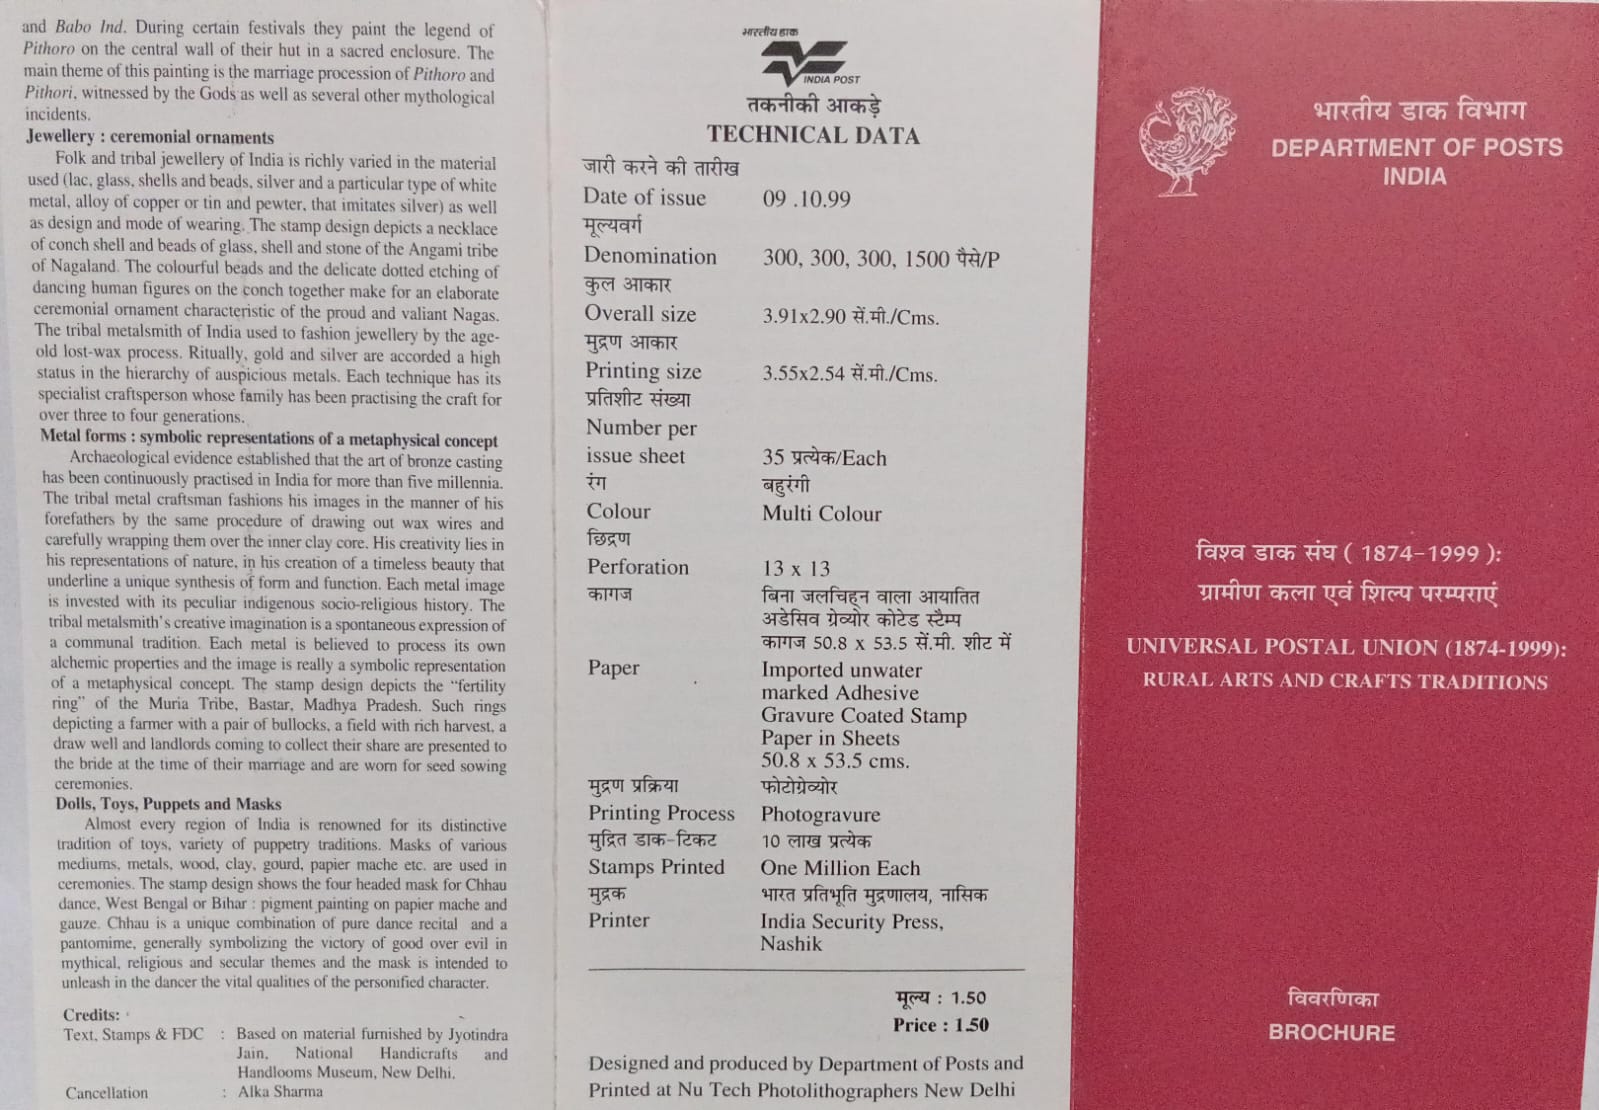 and Babo Ind. During certain festivals they paint the legend of
Pithoro on the central wall of their hut in a sacred enclosure. The
main theme of this painting is the marriage procession of Pithoro and
Pithori, witnessed by the Gods as well as several other mythological
incidents.
Jewellery : ceremonial ornaments
Folk and tribal jewellery of India is richly varied in the material
used (lac, glass, shells and beads, silver and a particular type of white
metal, alloy of copper or tin and pewter, that imitates silver) as well
as design and mode of wearing. The stamp design depicts a necklace
of conch shell and beads of glass, shell and stone of the Angami tribe
of Nagaland. The colourful beads and the delicate dotted etching of
dancing human figures on the conch together make for an elaborate
ceremonial ornament characteristic of the proud and valiant Nagas.
The tribal metalsmith of India used to fashion jewellery by the age-
old lost-wax process. Ritually, gold and silver are accorded a high
status in the hierarchy of auspicious metals. Each technique has its
specialist craftsperson whose family has been practising the craft for
over three to four generations.
Metal forms : symbolic representations of a metaphysical concept
Archaeological evidence established that the art of bronze casting
has been continuously practised in India for more than five millennia.
The tribal metal craftsman fashions his images in the manner of his
forefathers by the same procedure of drawing out wax wires and
carefully wrapping them over the inner clay core. His creativity lies in
his representations of nature, in his creation of a timeless beauty that
underline a unique synthesis of form and function. Each metal image
is invested with its peculiar indigenous socio-religious history. The
tribal metalsmith's creative imagination is a spontaneous expression of
a communal tradition. Each metal is believed to process its own
alchemic properties and the image is really a symbolic representation
of a metaphysical concept. The stamp design depicts the "fertility
ring" of the Muria Tribe, Bastar, Madhya Pradesh. Such rings
depicting a farmer with a pair of bullocks, a field with rich harvest, a
draw well and landlords coming to collect their share are presented to
the bride at the time of their marriage and are worn for seed sowing
ceremonies.
Dolls, Toys, Puppets and Masks
Almost every region of India is renowned for its distinctive
tradition of toys, variety of puppetry traditions. Masks of various
mediums, metals, wood, clay, gourd, papier mache etc. are used in
ceremonies. The stamp design shows the four headed mask for Chhau
dance, West Bengal or Bihar : pigment painting on papier mache and
gauze. Chhau is a unique combination of pure dance recital and a
pantomime, generally symbolizing the victory of good over evil in
mythical, religious and secular themes and the mask is intended to
unleash in the dancer the vital qualities of the personified character.
Credits:
Text, Stamps & FDC : Based on material furnished by Jyotindra
Jain, National Handicrafts and
Handlooms Museum, New Delhi.
Cancellation : Alka Sharma
भारतीय डाक
INDIA POST
तकनीकी आकड़े
TECHNICAL DATA
जारी करने की तारीख
Date of issue 09 .10.99
मूल्यवर्ग
Denomination 300, 300, 300, 1500 पैसे/P
कुल आकार
Overall size 3.91x2.90 सें.मी./Cms.
मुद्रण आकार
Printing size 3.55x2.54 सें.मी./Cms.
प्रतिशीट संख्या
Number per
issue sheet 35 प्रत्येक/Each
रंग बहुरंगी
Colour Multi Colour
छिद्रण
Perforation 13 x 13
कागज बिना जलचिह्न वाला आयातित
अडेसिव ग्रेव्योर कोटेड स्टैम्प
कागज 50.8 x 53.5 सें.मी. शीट में
Paper Imported unwater
marked Adhesive
Gravure Coated Stamp
Paper in Sheets
50.8 x 53.5 cms.
मुद्रण प्रक्रिया फोटोग्रेव्योर
Printing Process Photogravure
मुद्रित डाक-टिकट 10 लाख प्रत्येक
Stamps Printed One Million Each
मुद्रक भारत प्रतिभूति मुद्रणालय, नासिक
Printer India Security Press,
Nashik
मूल्य : 1.50
Price : 1.50
Designed and produced by Department of Posts and
Printed at Nu Tech Photolithographers New Delhi
भारतीय डाक विभाग
DEPARTMENT OF POSTS
INDIA
विश्व डाक संघ ( 1874-1999 ):
ग्रामीण कला एवं शिल्प परम्पराएं
UNIVERSAL POSTAL UNION (1874-1999):
RURAL ARTS AND CRAFTS TRADITIONS
विवरणिका
BROCHURE